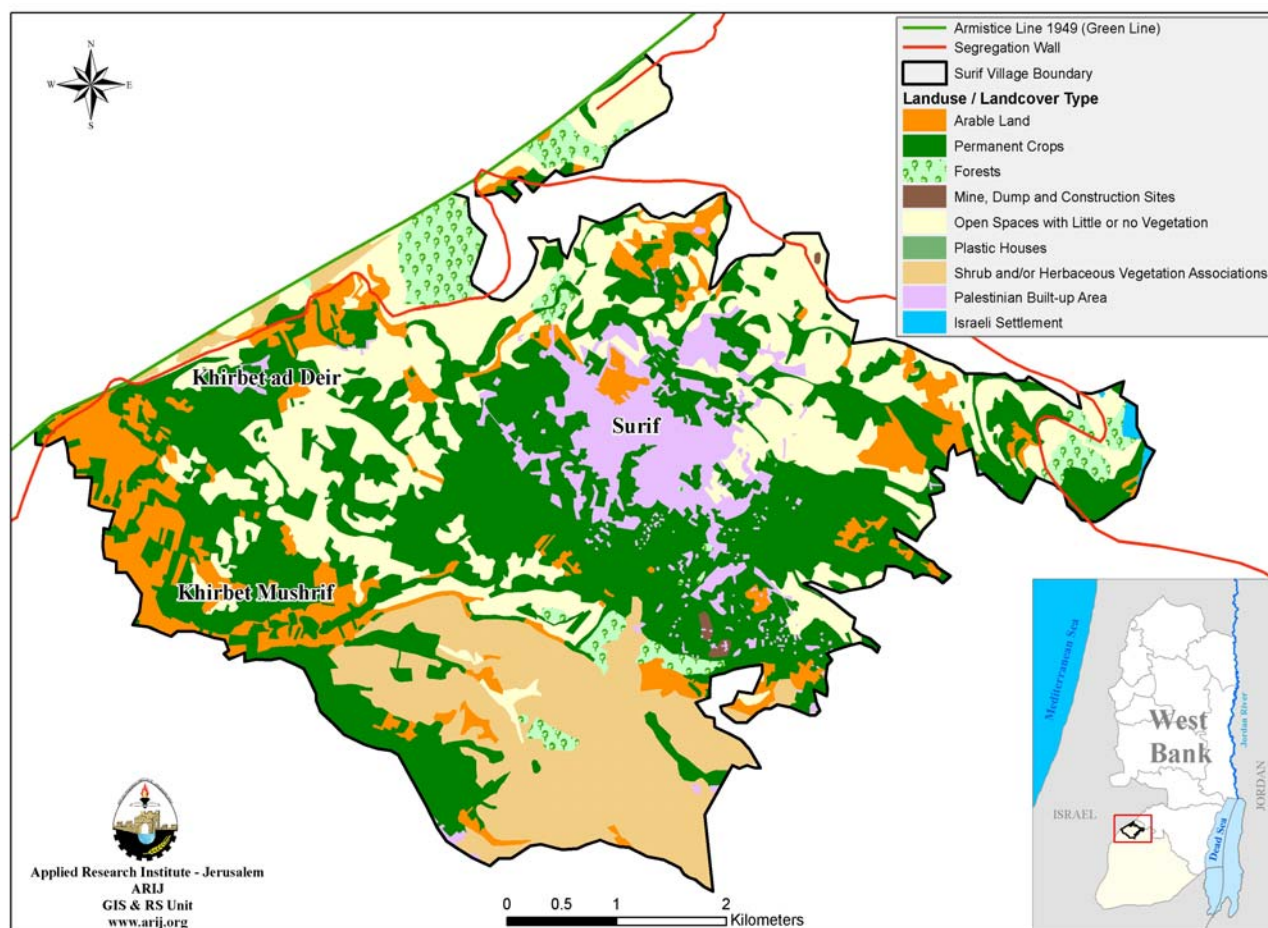 N
W
E
S
Armistice Line 1949 (Green Line)
Segregation Wall
Surif Village Boundary
Landuse / Landcover Type
Arable Land
Permanent Crops
Forests
Mine, Dump and Construction Sites
Open Spaces with Little or no Vegetation
Plastic Houses
Shrub and/or Herbaceous Vegetation Associations
Palestinian Built-up Area
Israeli Settlement
Khirbet ad Deir
Surif
Khirbet Mushrif
Mediterranean Sea
West
Bank
Jordan River
JORDAN
ISRAEL
Dead Sea
Applied Research Institute - Jerusalem
ARIJ
GIS & RS Unit
www.arij.org
0 0.5 1 2
Kilometers